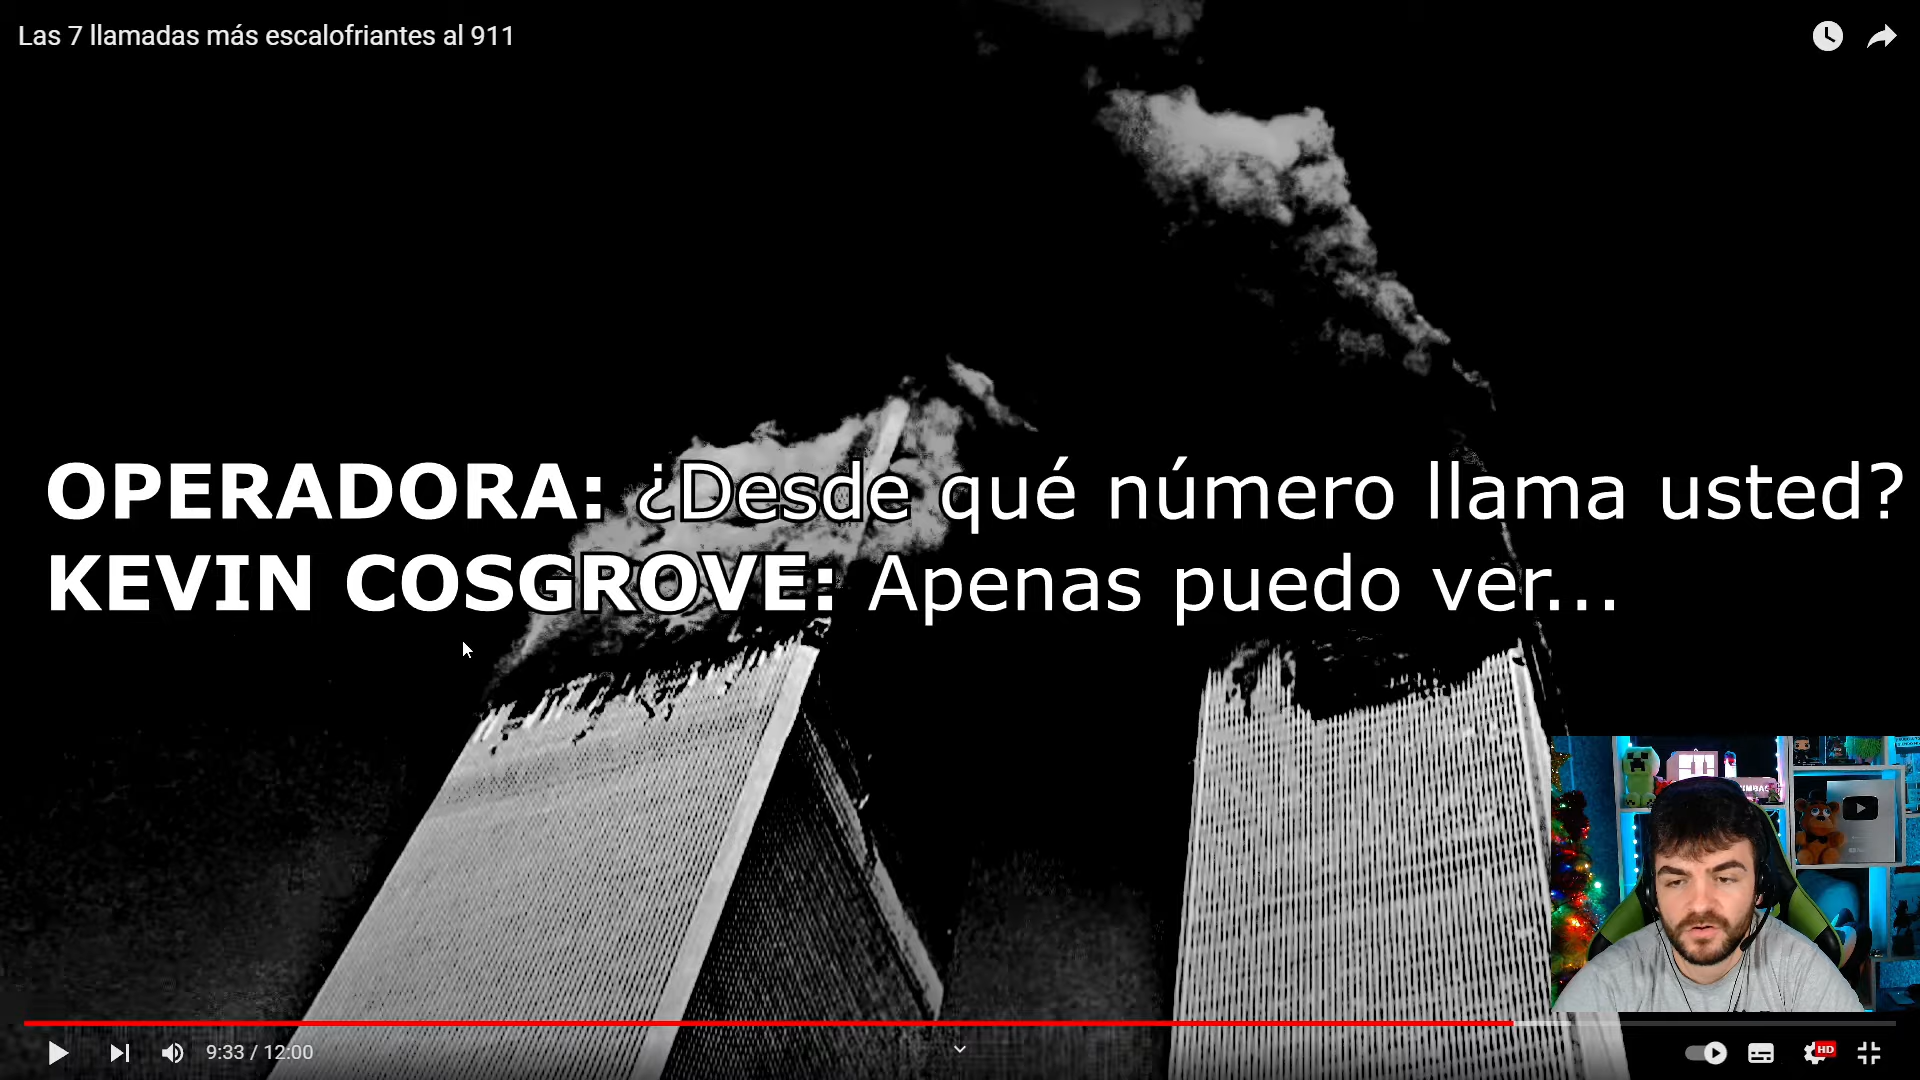 Las 7 llamadas más escalofriantes al 911
OPERADORA: ¿Desde qué número llama usted?
KEVIN COSGROVE: Apenas puedo ver...
9:33 / 12:00
HD